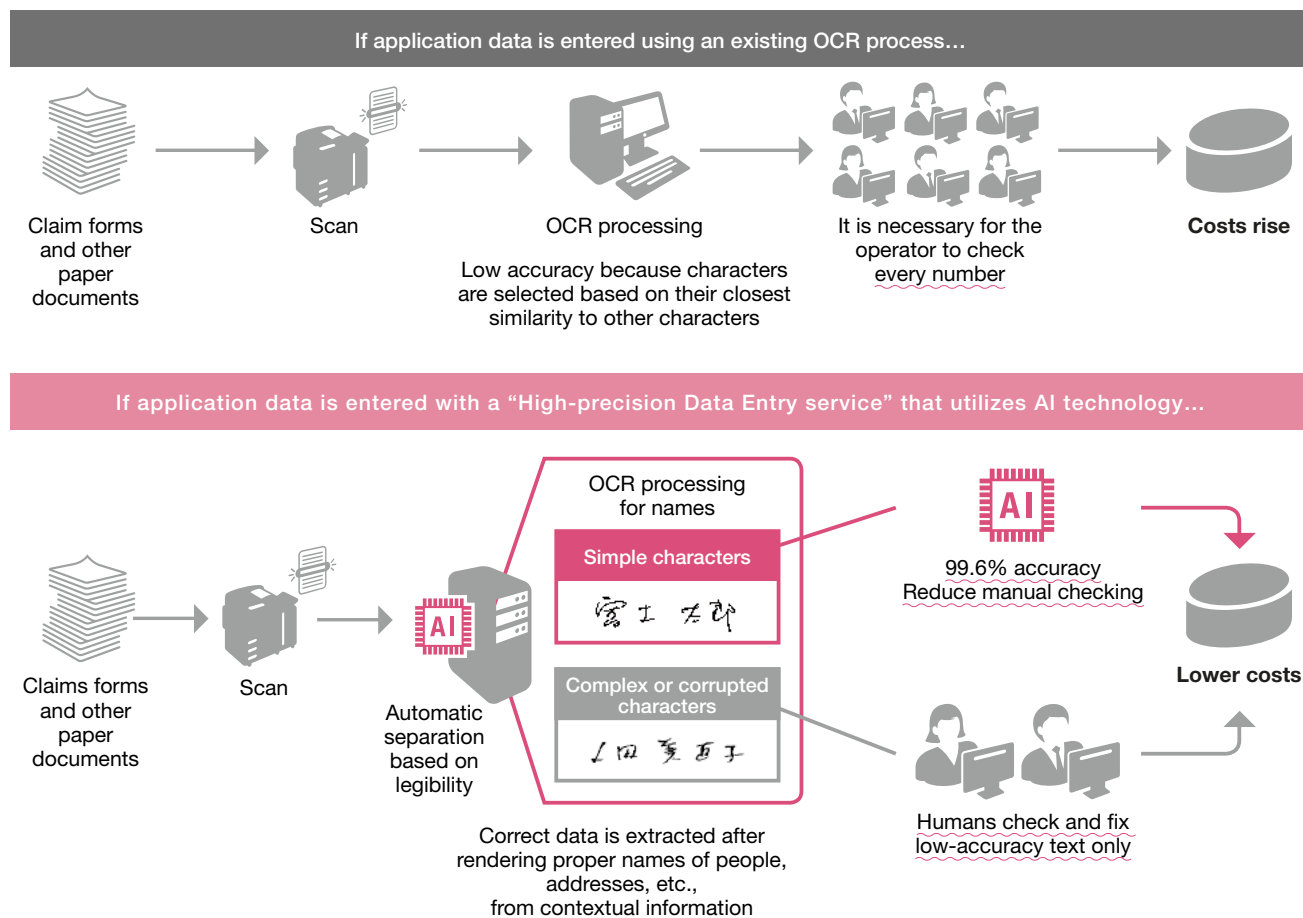 If application data is entered using an existing OCR process…
Claim forms
and other
paper
documents
Scan
OCR processing
Low accuracy because characters
are selected based on their closest
similarity to other characters
It is necessary for the
operator to check
every number
Costs rise
If application data is entered with a “High-precision Data Entry service” that utilizes AI technology…
Claims forms
and other
paper
documents
Scan
AI
Automatic
separation
based on
legibility
OCR processing
for names
Simple characters
富士 太郎
Complex or corrupted
characters
Correct data is extracted after
rendering proper names of people,
addresses, etc.,
from contextual information
AI
99.6% accuracy
Reduce manual checking
Humans check and fix
low-accuracy text only
Lower costs